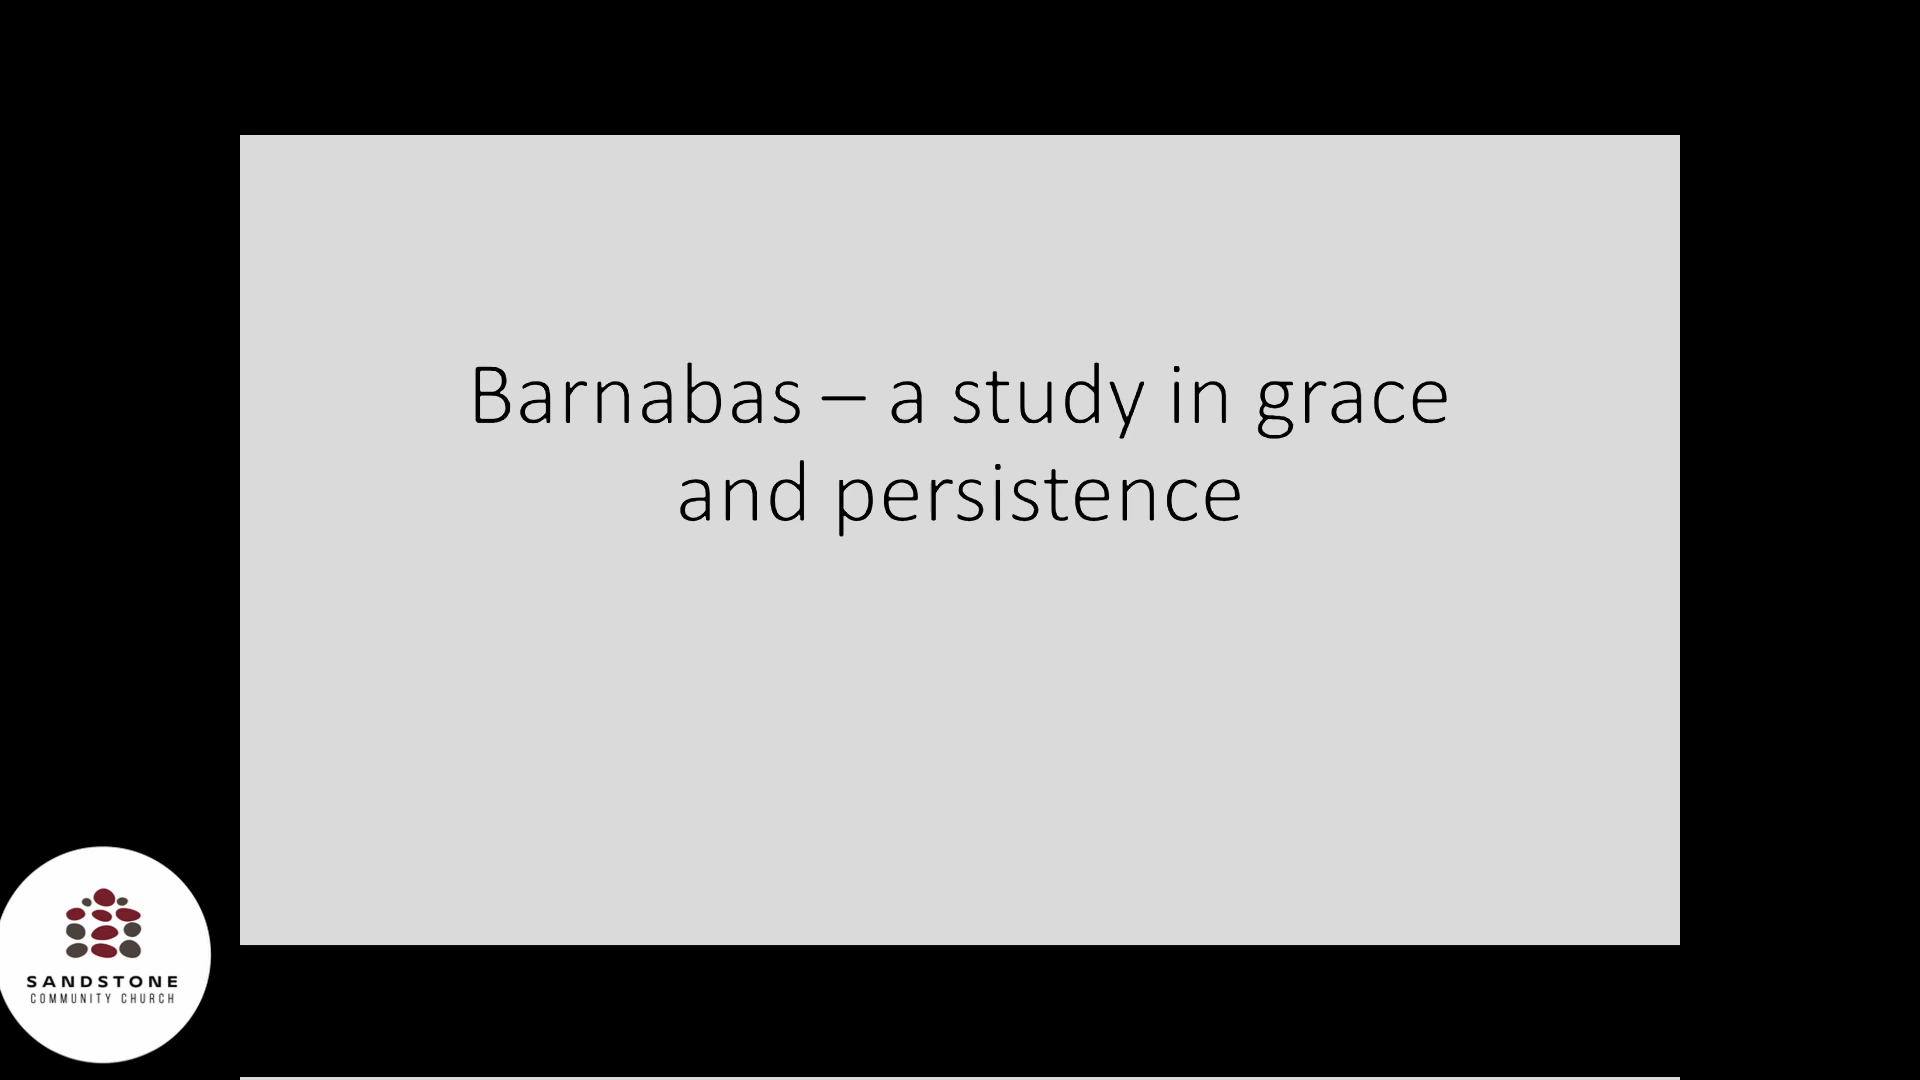 Barnabas – a study in grace
and persistence
SANDSTONE
COMMUNITY CHURCH